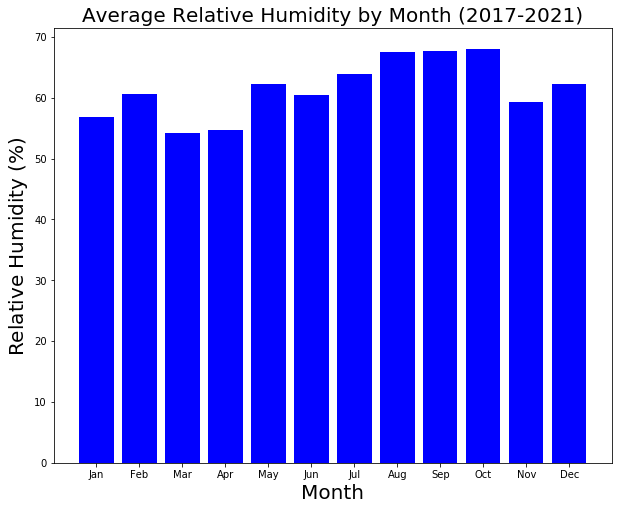 Average Relative Humidity by Month (2017-2021)
Relative Humidity (%)
70
60
50
40
30
20
10
0
Jan Feb Mar Apr May Jun Jul Aug Sep Oct Nov Dec
Month